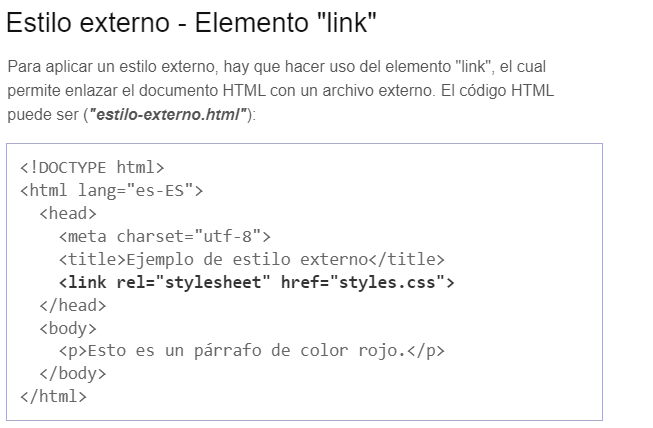 Estilo externo - Elemento "link"
Para aplicar un estilo externo, hay que hacer uso del elemento "link", el cual
permite enlazar el documento HTML con un archivo externo. El código HTML
puede ser ("estilo-externo.html"):
<!DOCTYPE html>
<html lang="es-ES">
  <head>
    <meta charset="utf-8">
    <title>Ejemplo de estilo externo</title>
    <link rel="stylesheet" href="styles.css">
  </head>
  <body>
    <p>Esto es un párrafo de color rojo.</p>
  </body>
</html>